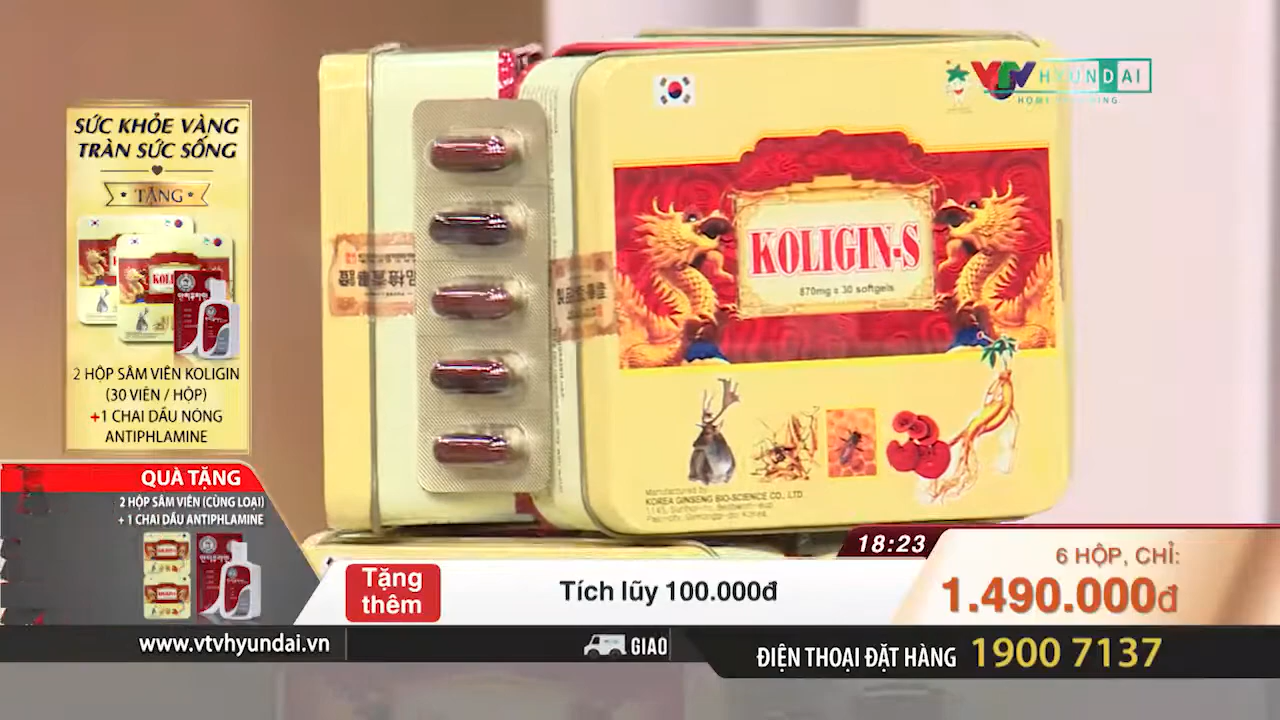 VTV HYUNDAI
HOME SHOPPING
SỨC KHỎE VÀNG
TRÀN SỨC SỐNG
TẶNG
2 HỘP SÂM VIÊN KOLIGIN
(30 VIÊN / HỘP)
+1 CHAI DẦU NÓNG
ANTIPHLAMINE
KOLIGIN-S
870mg x 30 softgels
Manufactured by
KOREA GINSENG BIO-SCIENCE CO., LTD
QUÀ TẶNG
2 HỘP SÂM VIÊN (CÙNG LOẠI)
+ 1 CHAI DẦU ANTIPHLAMINE
Tặng
thêm
Tích lũy 100.000đ
18:23
6 HỘP, CHỈ:
1.490.000đ
www.vtvhyundai.vn
GIAO
ĐIỆN THOẠI ĐẶT HÀNG 1900 7137